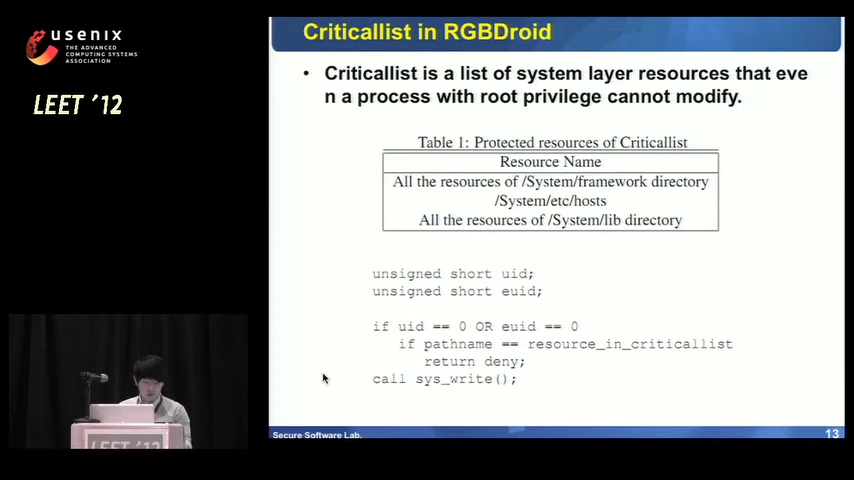 usenix
THE ADVANCED
COMPUTING SYSTEMS
ASSOCIATION
LEET '12
Criticallist in RGBDroid
• Criticallist is a list of system layer resources that eve
n a process with root privilege cannot modify.
Table 1: Protected resources of Criticallist
Resource Name
All the resources of /System/framework directory
/System/etc/hosts
All the resources of /System/lib directory
unsigned short uid;
unsigned short euid;
if uid == 0 OR euid == 0
if pathname == resource_in_criticallist
return deny;
call sys_write();
LEET '12
Secure Software Lab.
13